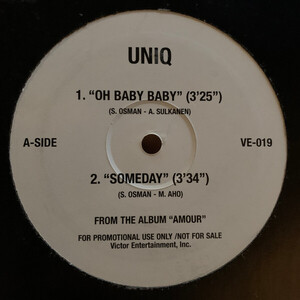 UNIQ
1. “OH BABY BABY” (3’25”)
(S. OSMAN - A. SULKANEN)
A-SIDE
VE-019
2. “SOMEDAY” (3’34”)
(S. OSMAN - M. AHO)
FROM THE ALBUM “AMOUR”
FOR PROMOTIONAL USE ONLY /NOT FOR SALE
Victor Entertainment, Inc.